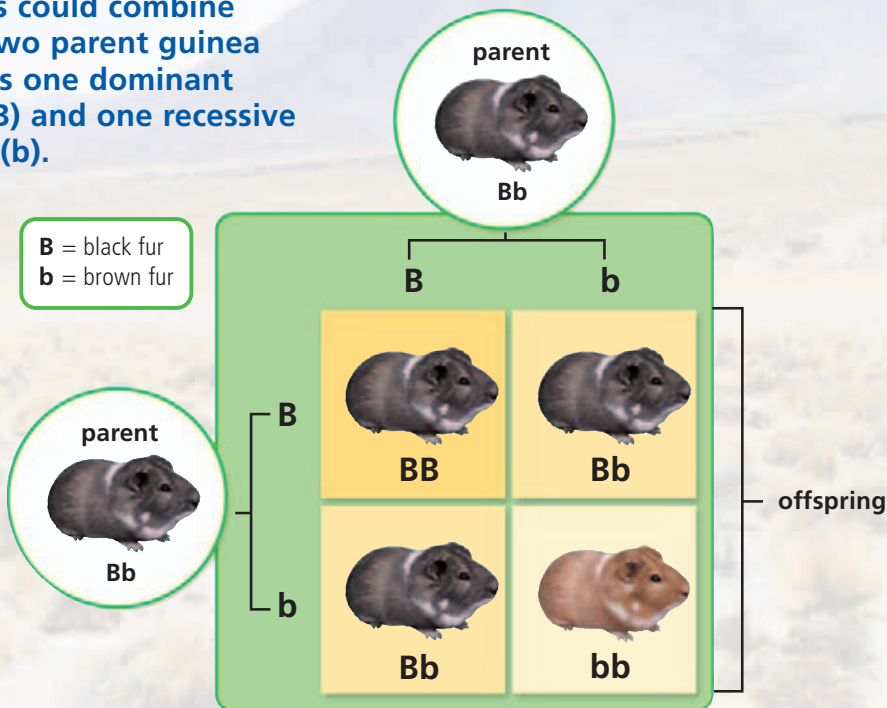 s could combine
wo parent guinea
s one dominant
3) and one recessive
(b).
parent
Bb
B = black fur
b = brown fur
B b
B
BB Bb
parent
Bb
b
Bb bb
offspring